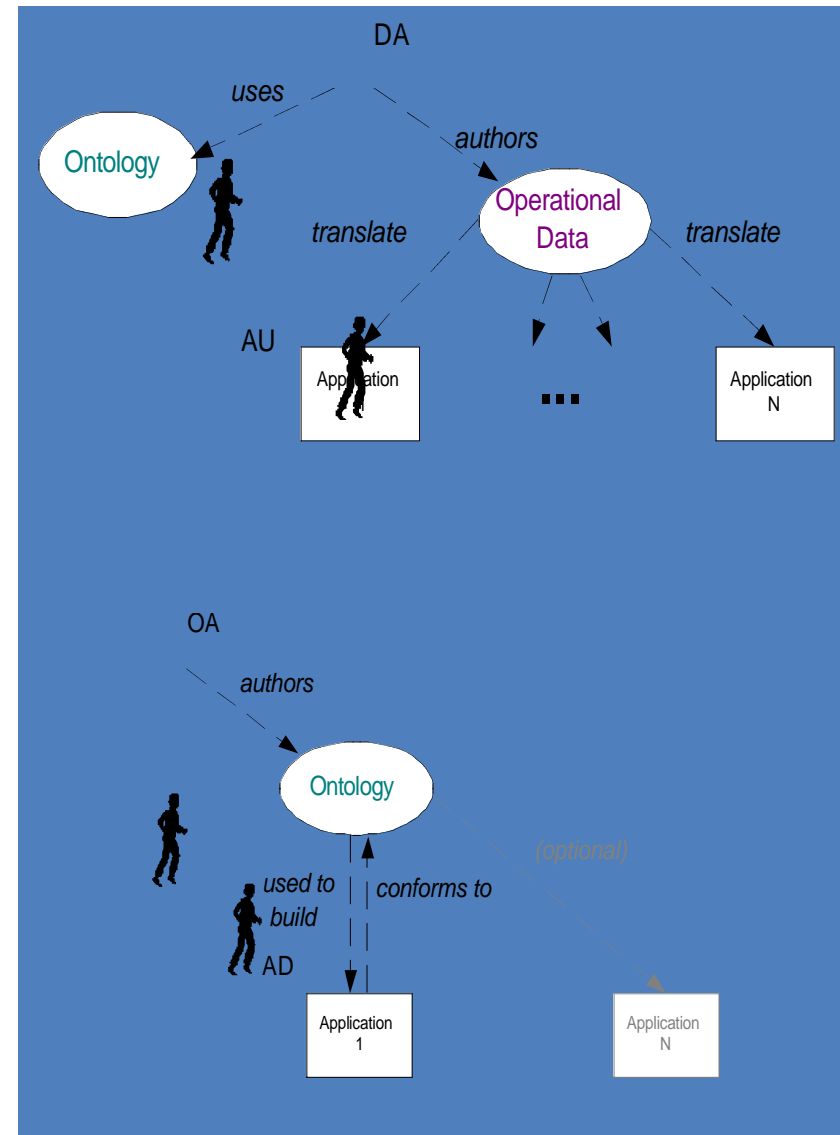 DA
uses
authors
Ontology
Operational
Data
translate
translate
AU
Application
1
...
Application
N
OA
authors
Ontology
(optional)
used to
build
conforms to
AD
Application
1
Application
N